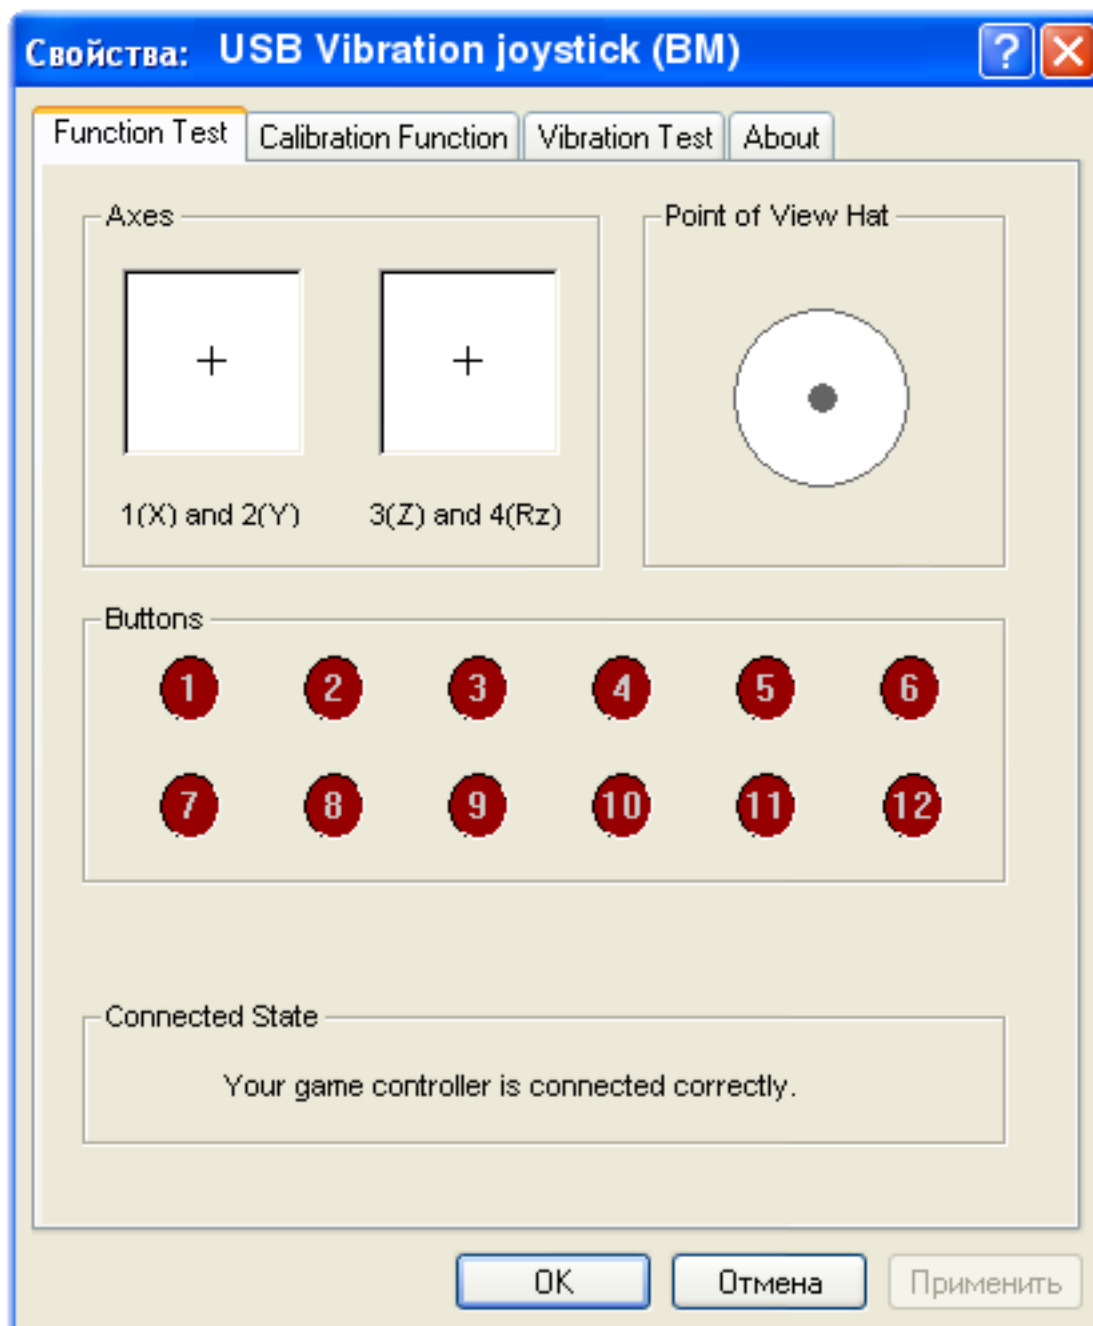 Свойства: USB Vibration joystick (BM)
Function Test Calibration Function Vibration Test About
Axes Point of View Hat
1(X) and 2(Y) 3(Z) and 4(Rz)
Buttons
1 2 3 4 5 6
7 8 9 10 11 12
Connected State
Your game controller is connected correctly.
OK Отмена Применить